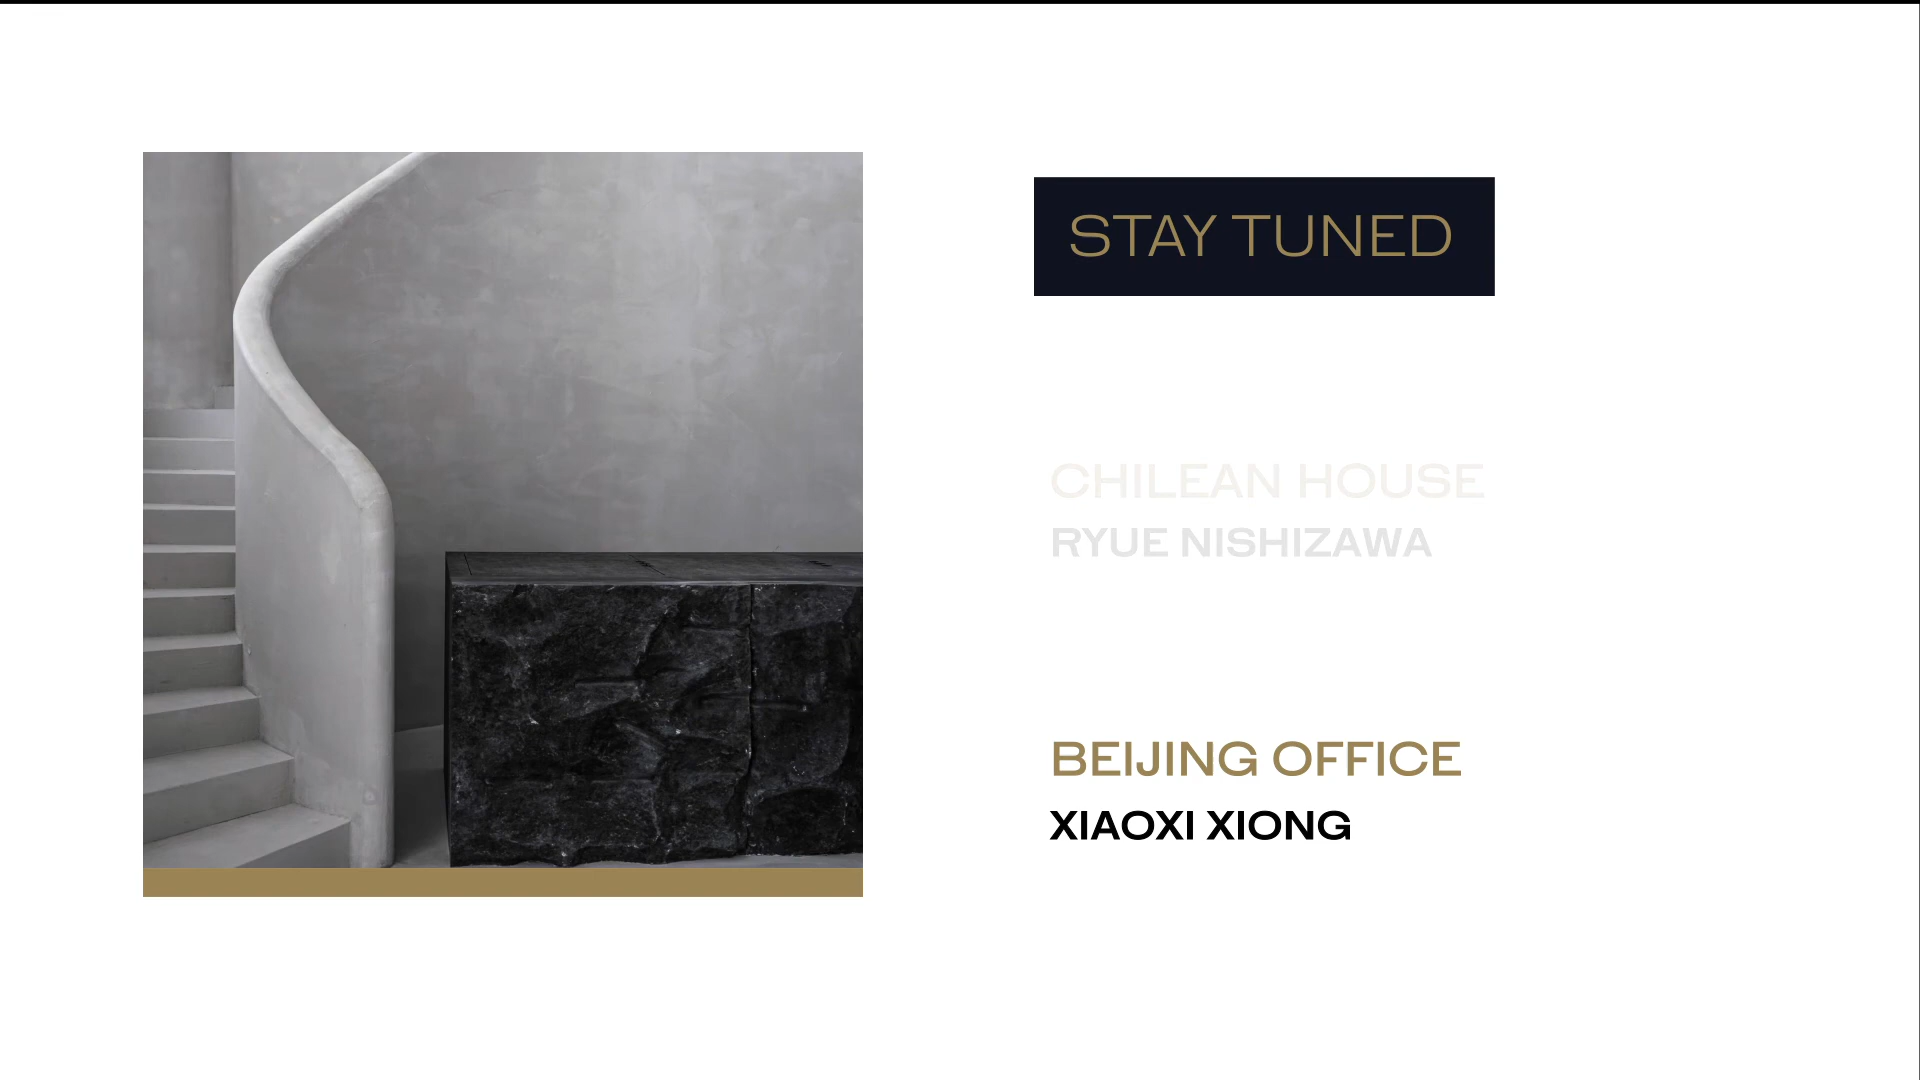 STAY TUNED
CHILEAN HOUSE
RYUE NISHIZAWA
BEIJING OFFICE
XIAOXI XIONG